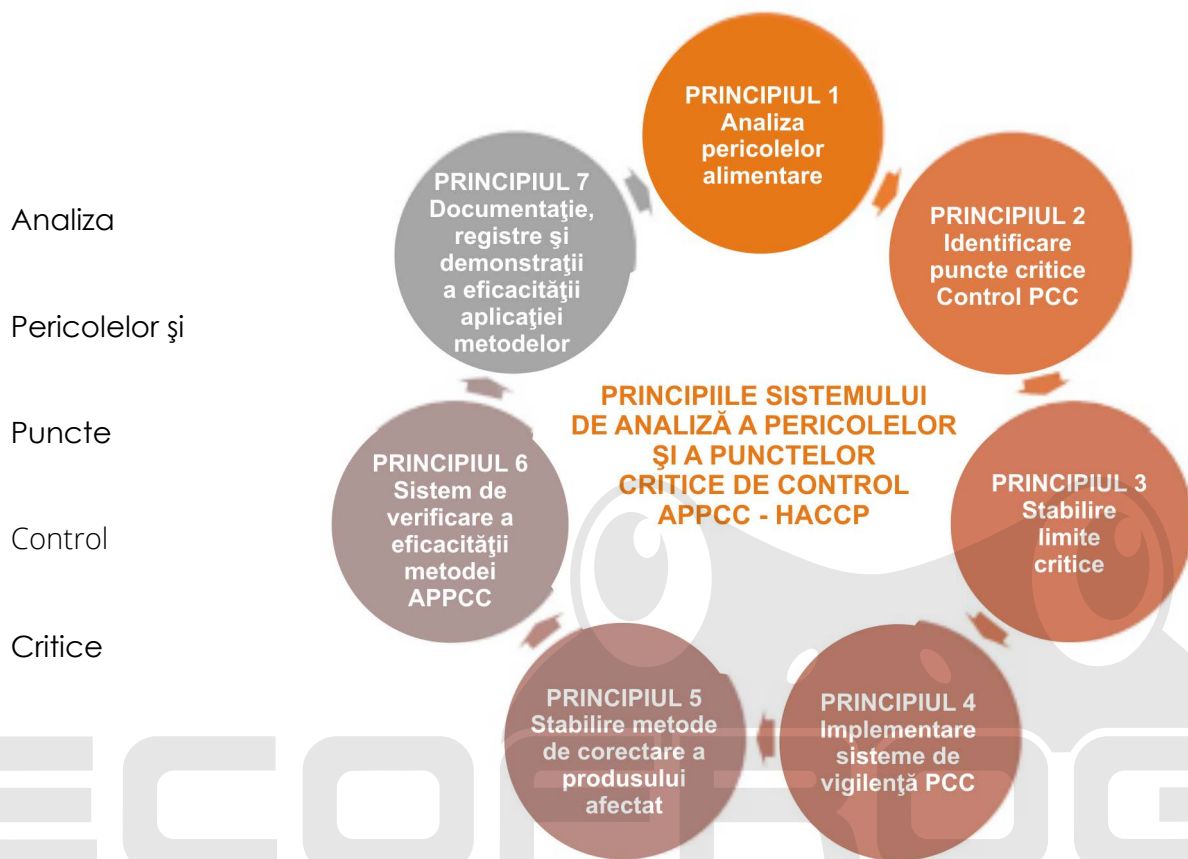 Analiza
Pericolelor şi
Puncte
Control
Critice
PRINCIPIUL 1
Analiza
pericolelor
alimentare
PRINCIPIUL 2
Identificare
puncte critice
Control PCC
PRINCIPIUL 3
Stabilire
limite
critice
PRINCIPIUL 4
Implementare
sisteme de
vigilenţă PCC
PRINCIPIUL 5
Stabilire metode
de corectare a
produsului
afectat
PRINCIPIUL 6
Sistem de
verificare a
eficacităţii
metodei
APPCC
PRINCIPIUL 7
Documentaţie,
registre şi
demonstraţii
a eficacităţii
aplicaţiei
metodelor
PRINCIPIILE SISTEMULUI
DE ANALIZĂ A PERICOLELOR
ŞI A PUNCTELOR
CRITICE DE CONTROL
APPCC - HACCP
ECOFROG